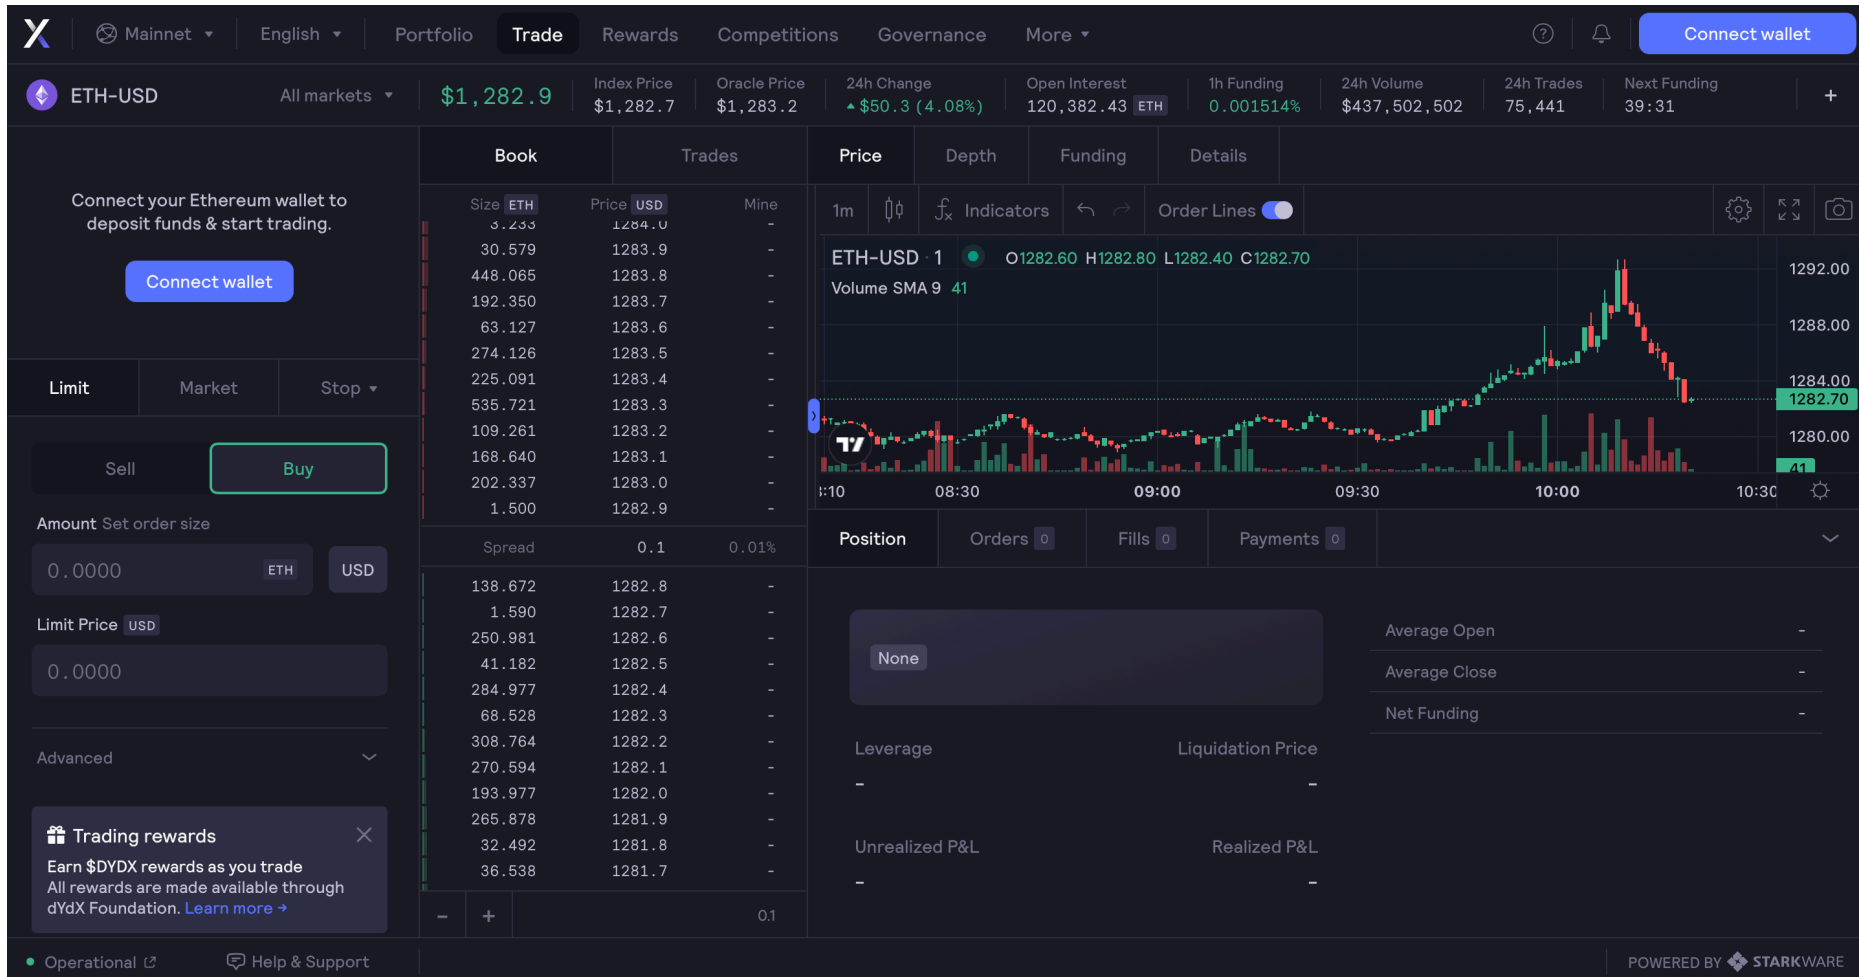 Mainnet
English
Portfolio
Trade
Rewards
Competitions
Governance
More
Connect wallet
ETH-USD
All markets
$1,282.9
Index Price
$1,282.7
Oracle Price
$1,283.2
24h Change
$50.3 (4.08%)
Open Interest
120,382.43 ETH
1h Funding
0.001514%
24h Volume
$437,502,502
24h Trades
75,441
Next Funding
39:31
+
Connect your Ethereum wallet to
deposit funds & start trading.
Connect wallet
Limit
Market
Stop
Sell
Buy
Amount Set order size
0.0000 ETH
USD
Limit Price USD
0.0000
Advanced
Trading rewards
Earn $DYDX rewards as you trade
All rewards are made available through
dYdX Foundation. Learn more →
Operational
Help & Support
Book
Trades
Size ETH Price USD Mine
3.233 1284.0 -
30.579 1283.9 -
448.065 1283.8 -
192.350 1283.7 -
63.127 1283.6 -
274.126 1283.5 -
225.091 1283.4 -
535.721 1283.3 -
109.261 1283.2 -
168.640 1283.1 -
202.337 1283.0 -
1.500 1282.9 -
Spread 0.1 0.01%
138.672 1282.8 -
1.590 1282.7 -
250.981 1282.6 -
41.182 1282.5 -
284.977 1282.4 -
68.528 1282.3 -
308.764 1282.2 -
270.594 1282.1 -
193.977 1282.0 -
265.878 1281.9 -
32.492 1281.8 -
36.538 1281.7 -
- + 0.1
Price
Depth
Funding
Details
1m
Indicators
Order Lines
ETH-USD · 1 O1282.60 H1282.80 L1282.40 C1282.70
Volume SMA 9 41
1292.00
1288.00
1284.00
1282.70
1280.00
41
:10 08:30 09:00 09:30 10:00 10:30
Position
Orders 0
Fills 0
Payments 0
None
Average Open -
Average Close -
Net Funding -
Leverage
-
Liquidation Price
-
Unrealized P&L
-
Realized P&L
-
POWERED BY STARKWARE